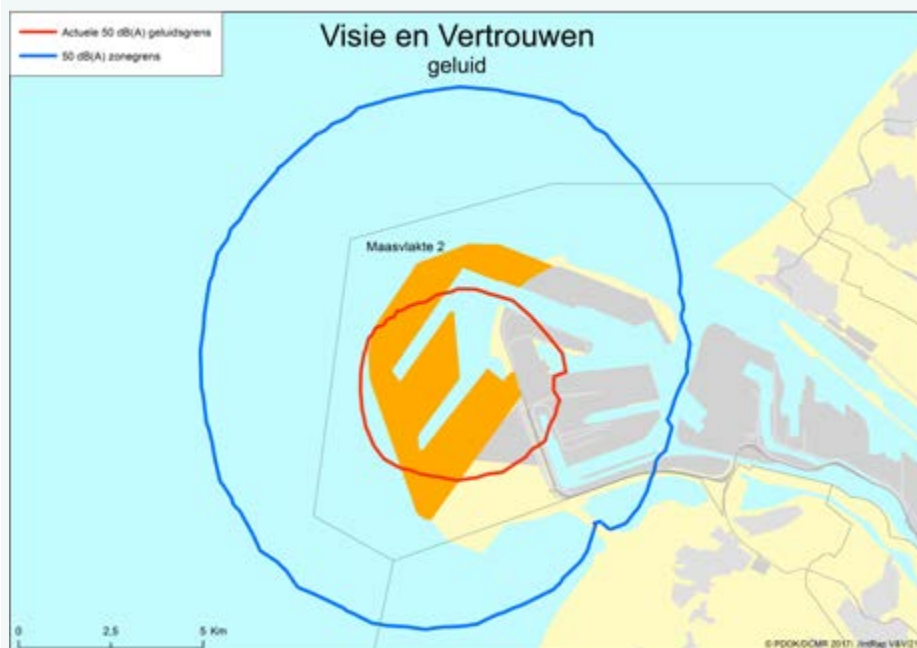 Actuele 50 dB(A) geluidsgrens
50 dB(A) zonegrens
Visie en Vertrouwen
geluid
Maasvlakte 2
0 2,5 5 Km
© PDOK/DCMR 2017|